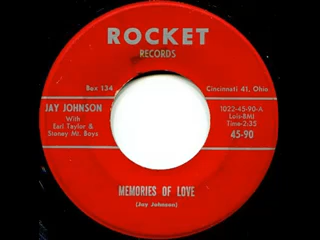 ROCKET
RECORDS
Box 134
Cincinnati 41, Ohio
JAY JOHNSON
With
Earl Taylor &
Stoney Mt. Boys
1022-45-90-A
Lois-BMI
Time-2:35
45-90
MEMORIES OF LOVE
(Jay Johnson)